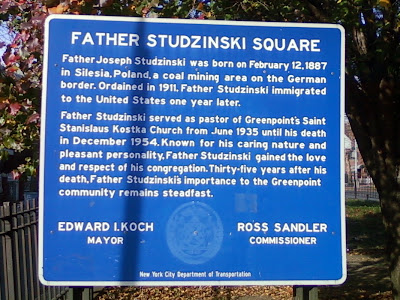 FATHER STUDZINSKI SQUARE
Father Joseph Studzinski was born on February 12, 1887
in Silesia, Poland, a coal mining area on the German
border. Ordained in 1911, Father Studzinski immigrated
to the United States one year later.
Father Studzinski served as pastor of Greenpoint's Saint
Stanislaus Kostka Church from June 1935 until his death
in December 1954. Known for his caring nature and
pleasant personality, Father Studzinski gained the love
and respect of his congregation. Thirty-five years after his
death, Father Studzinski's importance to the Greenpoint
community remains steadfast.
EDWARD I. KOCH
MAYOR
ROSS SANDLER
COMMISSIONER
New York City Department of Transportation